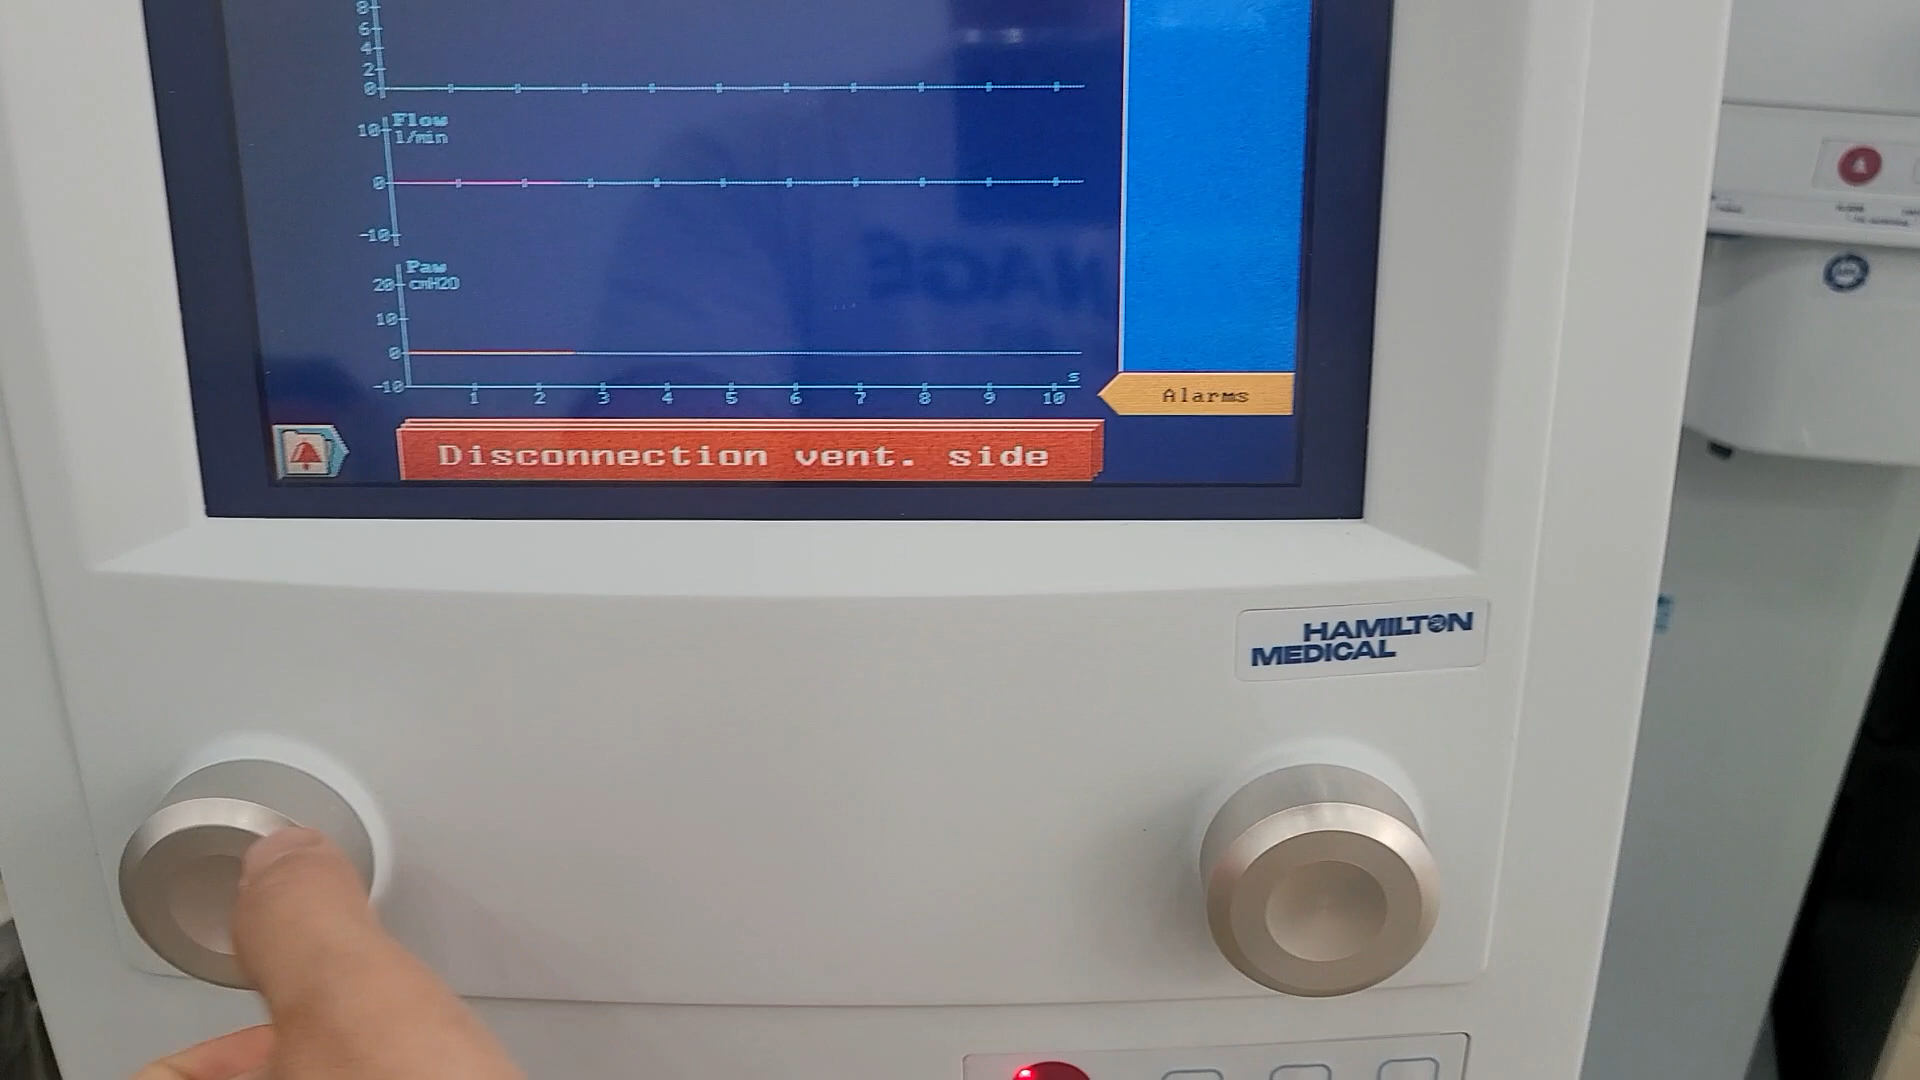 8
6
4
2
0
Flow
l/min
10
0
-10
Paw
cmH2O
20
10
0
-10
s
1 2 3 4 5 6 7 8 9 10
Alarms
Disconnection vent. side
HAMILTON
MEDICAL